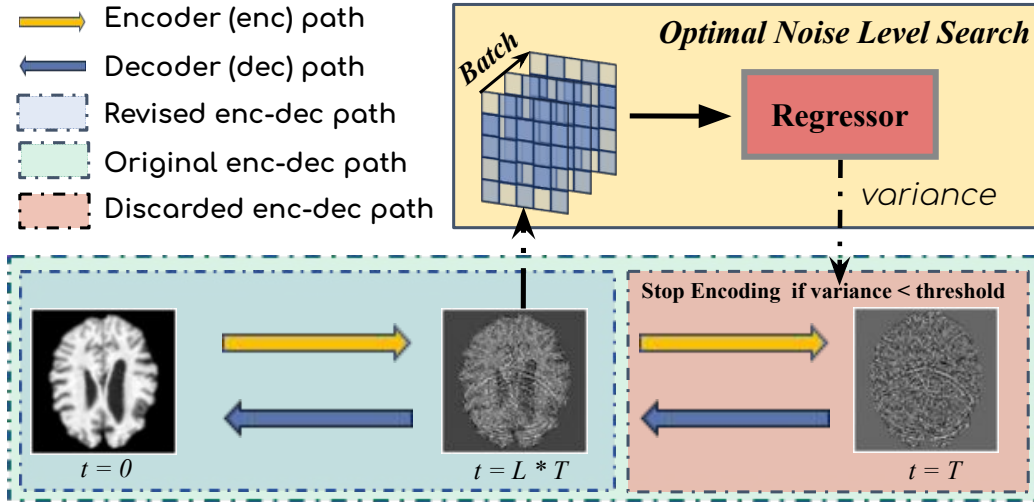 Encoder (enc) path
Decoder (dec) path
Revised enc-dec path
Original enc-dec path
Discarded enc-dec path
Optimal Noise Level Search
Batch
Regressor
variance
Stop Encoding if variance < threshold
t = 0
t = L * T
t = T